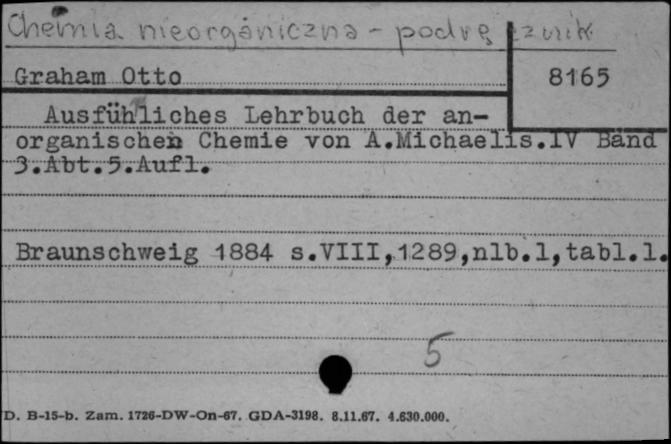 Chemia nieorganiczna - podręcznik
Graham Otto
8165
Ausfühliches Lehrbuch der an-
organischen Chemie von A.Michaelis.IV Band
3.Abt.5.Aufl.
Braunschweig 1884 s.VIII,1289,nlb.1,tabl.1.
5
D. B-15-b. Zam. 1726-DW-On-67. GDA-3198. 8.11.67. 4.630.000.